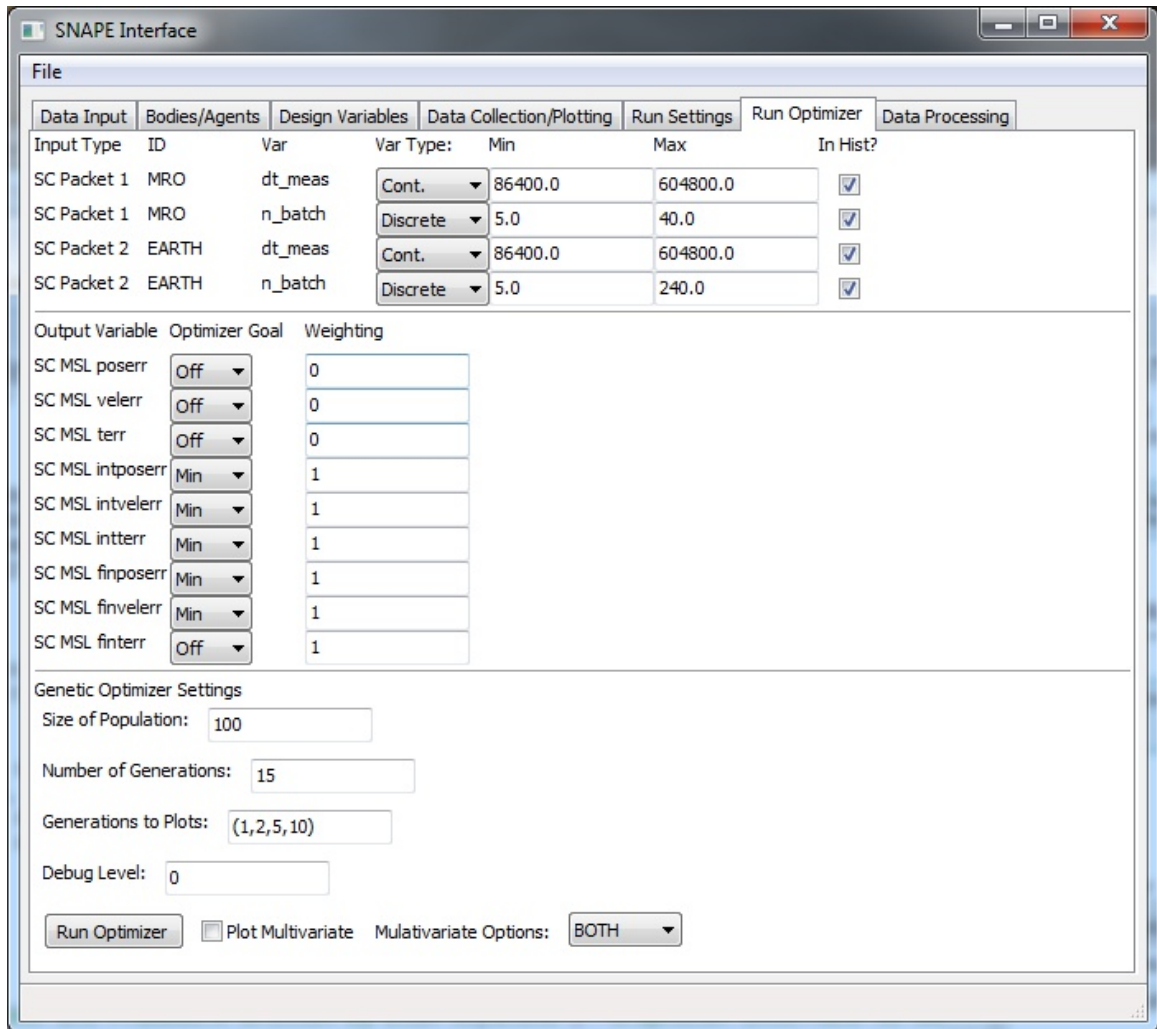 SNAPE Interface
File
Data Input Bodies/Agents Design Variables Data Collection/Plotting Run Settings Run Optimizer Data Processing
Input Type ID Var Var Type: Min Max In Hist?
SC Packet 1 MRO dt_meas Cont. 86400.0 604800.0
SC Packet 1 MRO n_batch Discrete 5.0 40.0
SC Packet 2 EARTH dt_meas Cont. 86400.0 604800.0
SC Packet 2 EARTH n_batch Discrete 5.0 240.0
Output Variable Optimizer Goal Weighting
SC MSL poserr Off 0
SC MSL velerr Off 0
SC MSL terr Off 0
SC MSL intposerr Min 1
SC MSL intvelerr Min 1
SC MSL intterr Min 1
SC MSL finposerr Min 1
SC MSL finvelerr Min 1
SC MSL finterr Off 1
Genetic Optimizer Settings
Size of Population: 100
Number of Generations: 15
Generations to Plots: (1,2,5,10)
Debug Level: 0
Run Optimizer Plot Multivariate Mulativariate Options: BOTH